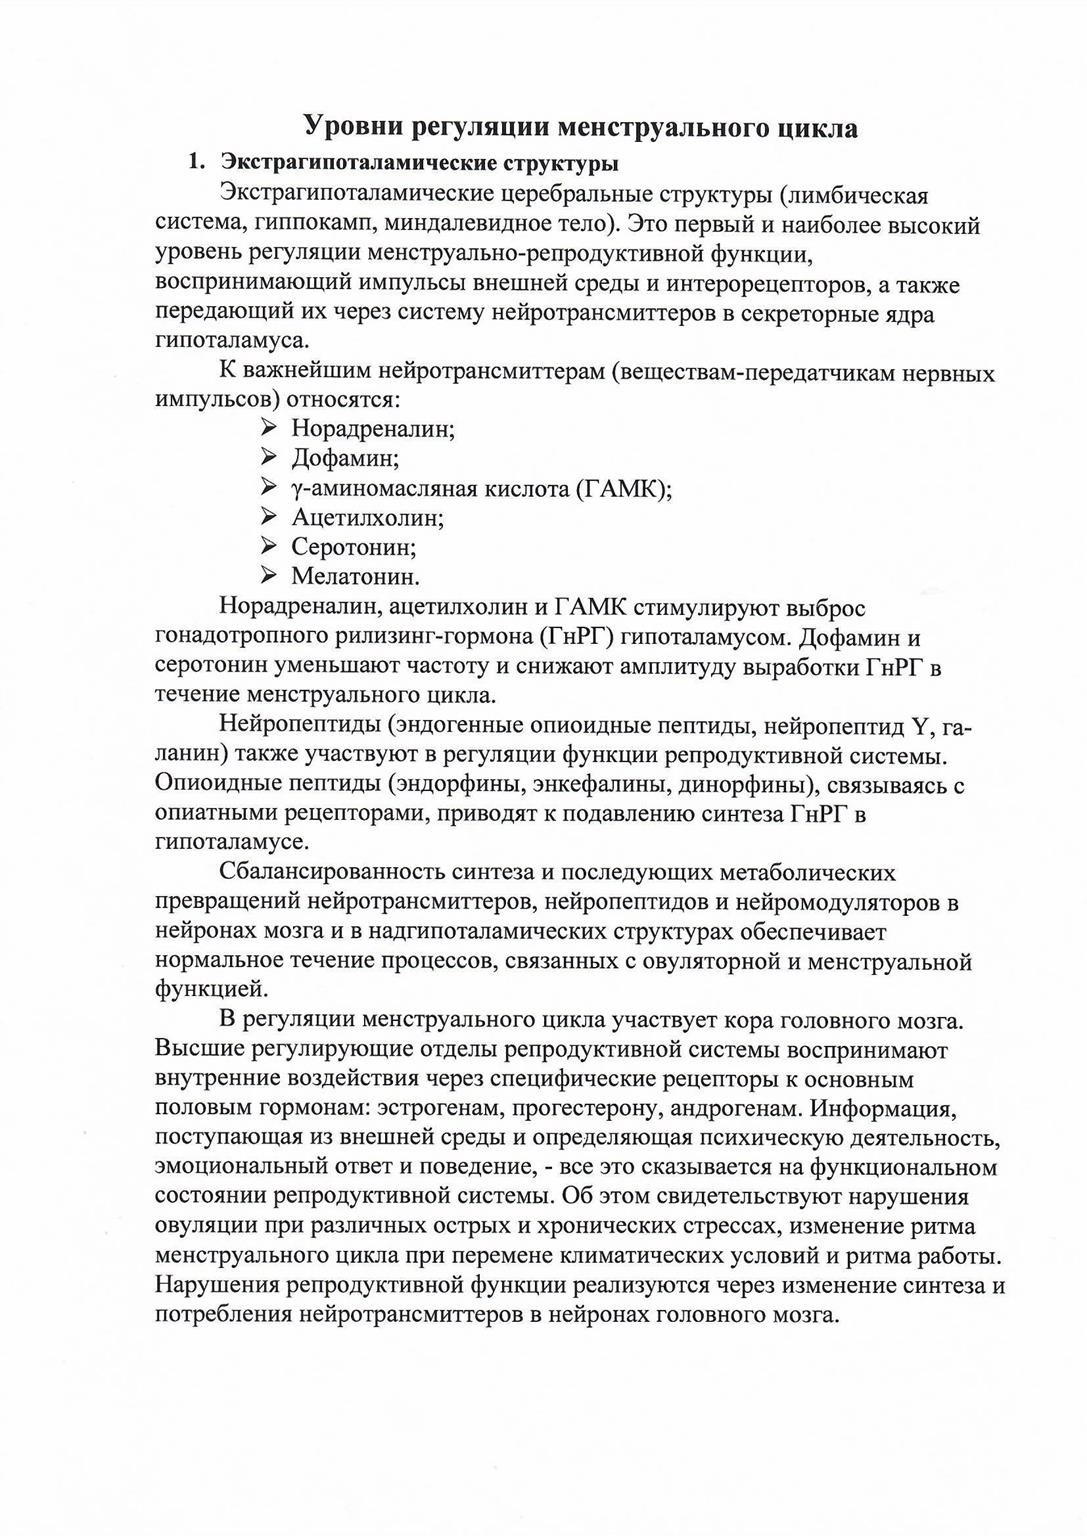 Уровни регуляции менструального цикла
1. Экстрагипоталамические структуры
Экстрагипоталамические церебральные структуры (лимбическая
система, гиппокамп, миндалевидное тело). Это первый и наиболее высокий
уровень регуляции менструально-репродуктивной функции,
воспринимающий импульсы внешней среды и интерорецепторов, а также
передающий их через систему нейротрансмиттеров в секреторные ядра
гипоталамуса.
К важнейшим нейротрансмиттерам (веществам-передатчикам нервных
импульсов) относятся:
➢ Норадреналин;
➢ Дофамин;
➢ γ-аминомасляная кислота (ГАМК);
➢ Ацетилхолин;
➢ Серотонин;
➢ Мелатонин.
Норадреналин, ацетилхолин и ГАМК стимулируют выброс
гонадотропного рилизинг-гормона (ГнРГ) гипоталамусом. Дофамин и
серотонин уменьшают частоту и снижают амплитуду выработки ГнРГ в
течение менструального цикла.
Нейропептиды (эндогенные опиоидные пептиды, нейропептид Y, га-
ланин) также участвуют в регуляции функции репродуктивной системы.
Опиоидные пептиды (эндорфины, энкефалины, динорфины), связываясь с
опиатными рецепторами, приводят к подавлению синтеза ГнРГ в
гипоталамусе.
Сбалансированность синтеза и последующих метаболических
превращений нейротрансмиттеров, нейропептидов и нейромодуляторов в
нейронах мозга и в надгипоталамических структурах обеспечивает
нормальное течение процессов, связанных с овуляторной и менструальной
функцией.
В регуляции менструального цикла участвует кора головного мозга.
Высшие регулирующие отделы репродуктивной системы воспринимают
внутренние воздействия через специфические рецепторы к основным
половым гормонам: эстрогенам, прогестерону, андрогенам. Информация,
поступающая из внешней среды и определяющая психическую деятельность,
эмоциональный ответ и поведение, - все это сказывается на функциональном
состоянии репродуктивной системы. Об этом свидетельствуют нарушения
овуляции при различных острых и хронических стрессах, изменение ритма
менструального цикла при перемене климатических условий и ритма работы.
Нарушения репродуктивной функции реализуются через изменение синтеза и
потребления нейротрансмиттеров в нейронах головного мозга.